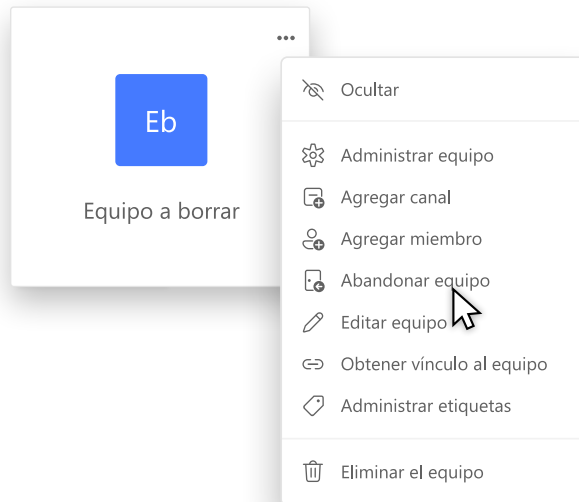 Eb
Equipo a borrar
Ocultar
Administrar equipo
Agregar canal
Agregar miembro
Abandonar equipo
Editar equipo
Obtener vínculo al equipo
Administrar etiquetas
Eliminar el equipo